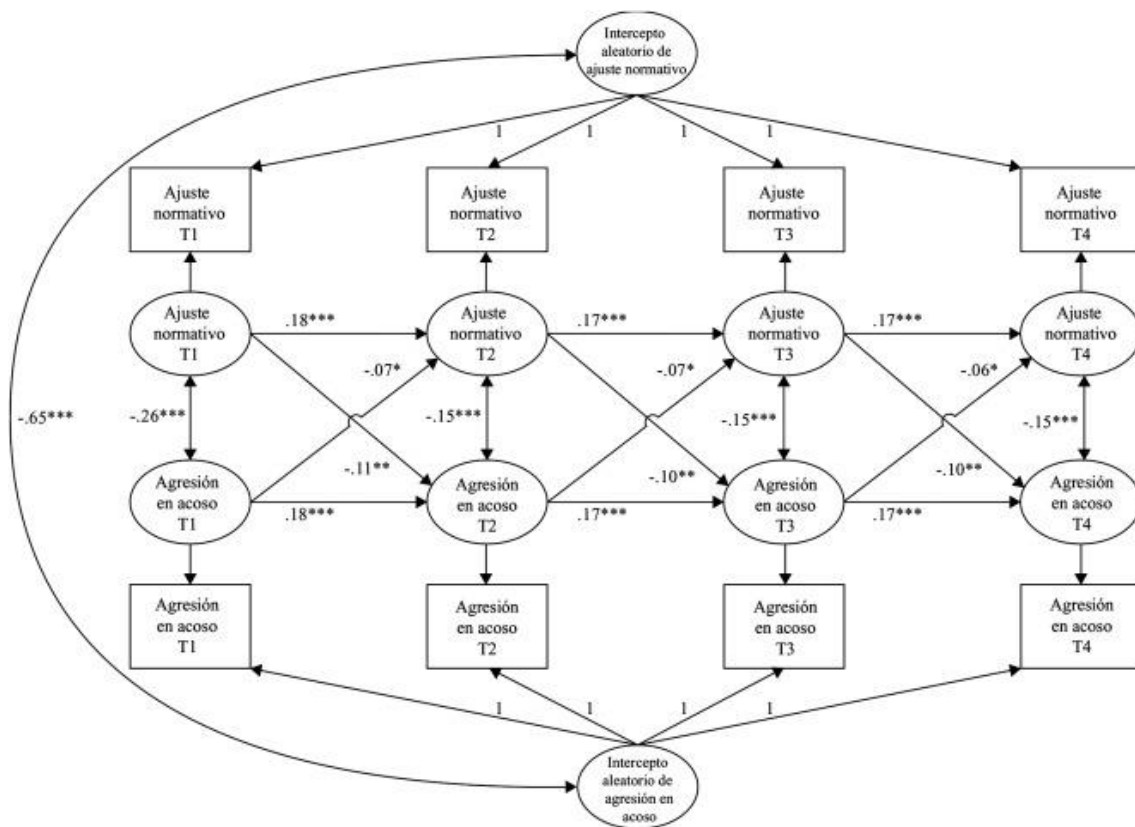 Intercepto
aleatorio de
ajuste normativo
1
1
1
1
Ajuste
normativo
T1
Ajuste
normativo
T2
Ajuste
normativo
T3
Ajuste
normativo
T4
Ajuste
normativo
T1
.18***
Ajuste
normativo
T2
.17***
Ajuste
normativo
T3
.17***
Ajuste
normativo
T4
-.07*
-.07*
-.06*
-.65***
-.26***
-.15***
-.15***
-.15***
-.11**
-.10**
-.10**
Agresión
en acoso
T1
.18***
Agresión
en acoso
T2
.17***
Agresión
en acoso
T3
.17***
Agresión
en acoso
T4
Agresión
en acoso
T1
Agresión
en acoso
T2
Agresión
en acoso
T3
Agresión
en acoso
T4
1
1
1
1
Intercepto
aleatorio de
agresión en
acoso